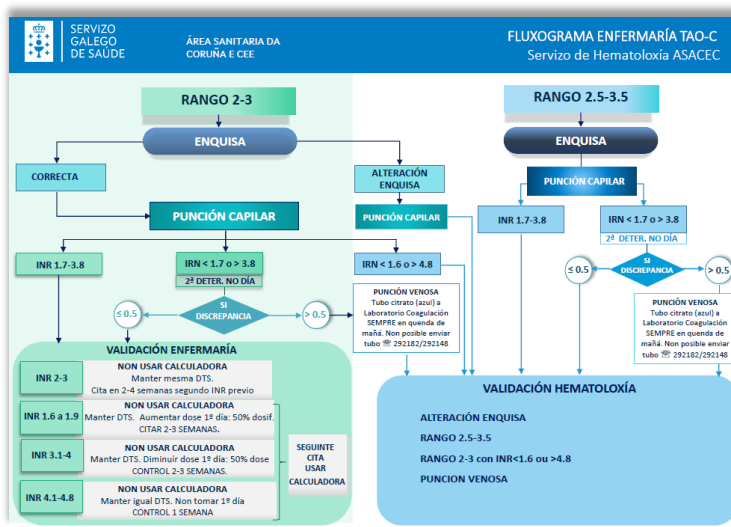 SERVIZO
GALEGO
DE SAÚDE
ÁREA SANITARIA DA
CORUÑA E CEE
FLUXOGRAMA ENFERMARÍA TAO-C
Servizo de Hematoloxía ASACEC
RANGO 2-3
ENQUISA
CORRECTA
ALTERACIÓN
ENQUISA
PUNCIÓN CAPILAR
PUNCIÓN CAPILAR
INR 1.7-3.8
IRN < 1.7 o > 3.8
2ª DETER. NO DÍA
IRN < 1.6 o > 4.8
SI
DISCREPANCIA
≤ 0.5
> 0.5
PUNCIÓN VENOSA
Tubo citrato (azul) a
Laboratorio Coagulación
SEMPRE en quenda de
mañá. Non posible enviar
tubo ☏ 292182/292148
RANGO 2.5-3.5
ENQUISA
PUNCIÓN CAPILAR
INR 1.7-3.8
IRN < 1.7 o > 3.8
2ª DETER. NO DÍA
SI
DISCREPANCIA
≤ 0.5
> 0.5
PUNCIÓN VENOSA
Tubo citrato (azul) a
Laboratorio Coagulación
SEMPRE en quenda de
mañá. Non posible enviar
tubo ☏ 292182/292148
VALIDACIÓN ENFERMARÍA
INR 2-3
NON USAR CALCULADORA
Manter mesma DTS.
Cita en 2-4 semanas segundo INR previo
INR 1.6 a 1.9
NON USAR CALCULADORA
Manter DTS. Aumentar dose 1º día: 50% dosif.
CITAR 2-3 SEMANAS.
INR 3.1-4
NON USAR CALCULADORA
Manter DTS. Diminuír dose 1º día: 50% dose
CONTROL 2-3 SEMANAS.
INR 4.1-4.8
NON USAR CALCULADORA
Manter igual DTS. Non tomar 1º día
CONTROL 1 SEMANA
SEGUINTE
CITA
USAR
CALCULADORA
VALIDACIÓN HEMATOLOXÍA
ALTERACIÓN ENQUISA
RANGO 2.5-3.5
RANGO 2-3 con INR<1.6 ou >4.8
PUNCION VENOSA